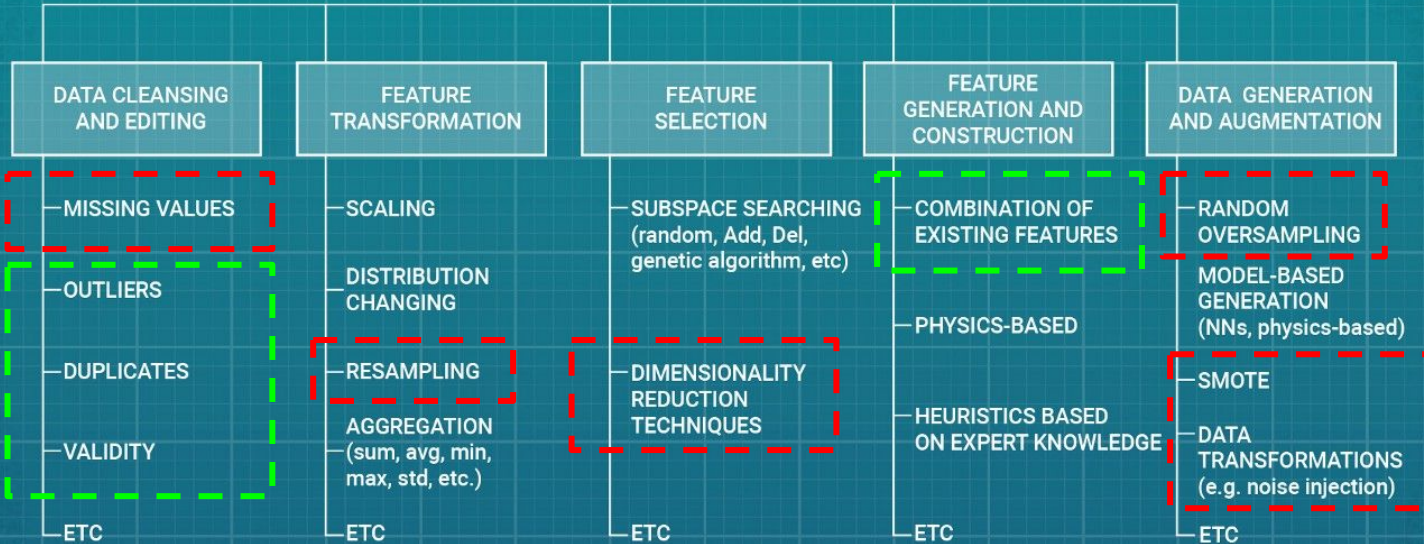 DATA CLEANSING
AND EDITING
MISSING VALUES
OUTLIERS
DUPLICATES
VALIDITY
ETC
FEATURE
TRANSFORMATION
SCALING
DISTRIBUTION
CHANGING
RESAMPLING
AGGREGATION
(sum, avg, min,
max, std, etc.)
ETC
FEATURE
SELECTION
SUBSPACE SEARCHING
(random, Add, Del,
genetic algorithm, etc)
DIMENSIONALITY
REDUCTION
TECHNIQUES
ETC
FEATURE
GENERATION AND
CONSTRUCTION
COMBINATION OF
EXISTING FEATURES
PHYSICS-BASED
HEURISTICS BASED
ON EXPERT KNOWLEDGE
ETC
DATA GENERATION
AND AUGMENTATION
RANDOM
OVERSAMPLING
MODEL-BASED
GENERATION
(NNs, physics-based)
SMOTE
DATA
TRANSFORMATIONS
(e.g. noise injection)
ETC